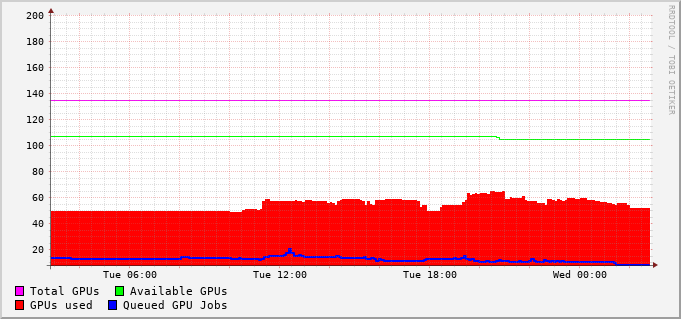 200
180
160
140
120
100
80
60
40
20
Tue 06:00 Tue 12:00 Tue 18:00 Wed 00:00
Total GPUs Available GPUs
GPUs used Queued GPU Jobs
RRDTOOL / TOBI OETIKER